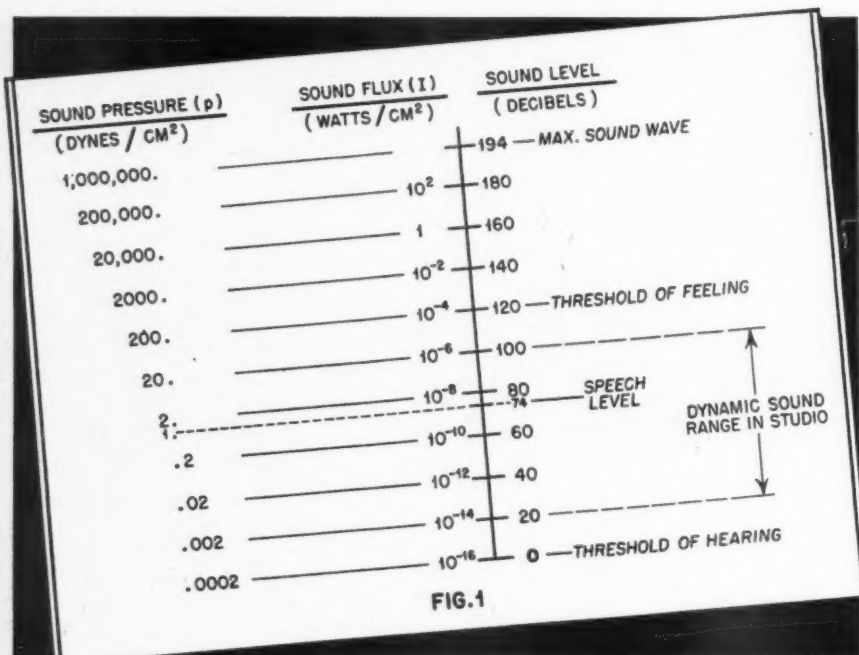 SOUND PRESSURE (p) SOUND FLUX (I) SOUND LEVEL
(DYNES / CM²) (WATTS / CM²) (DECIBELS)
1,000,000. 194 MAX. SOUND WAVE
200,000. 10² 180
20,000. 1 160
2000. 10⁻² 140
200. 10⁻⁴ 120 THRESHOLD OF FEELING
20. 10⁻⁶ 100
2. 10⁻⁸ 80
1. 74 SPEECH LEVEL
.2 10⁻¹⁰ 60
DYNAMIC SOUND RANGE IN STUDIO
.02 10⁻¹² 40
.002 10⁻¹⁴ 20
.0002 10⁻¹⁶ 0 THRESHOLD OF HEARING
FIG.1